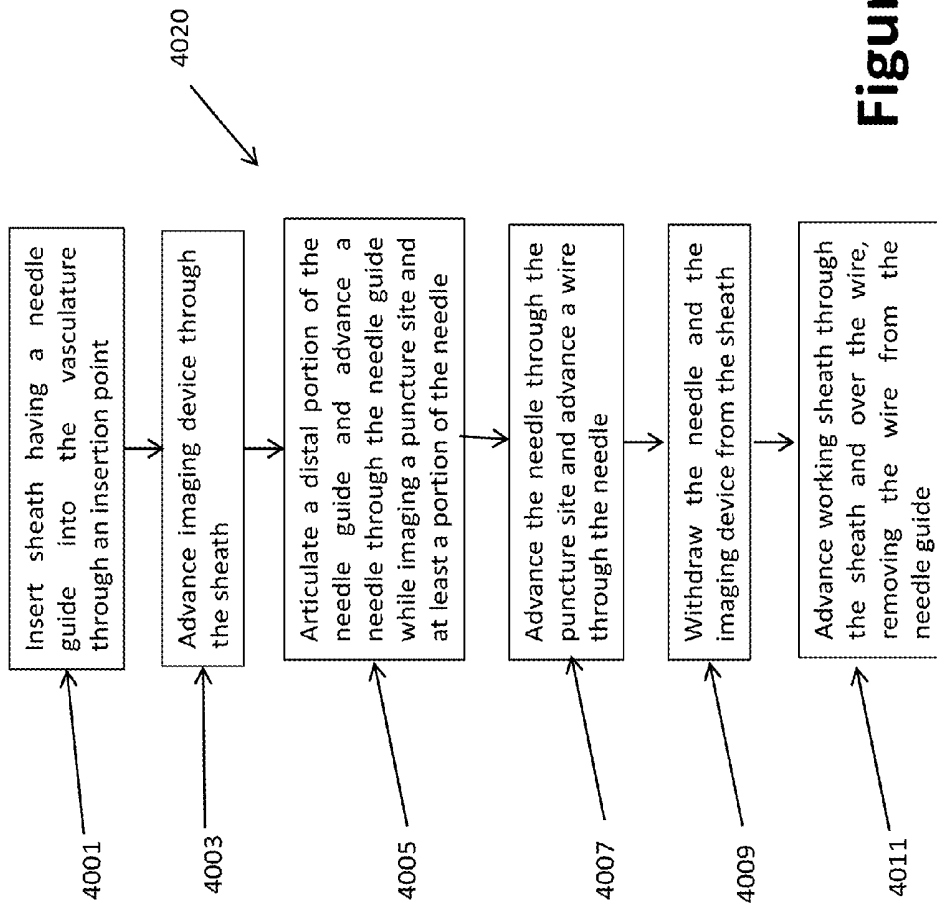 4020
4001
Insert sheath having a needle
guide into the vasculature
through an insertion point
4003
Advance imaging device through
the sheath
4005
Articulate a distal portion of the
needle guide and advance a
needle through the needle guide
while imaging a puncture site and
at least a portion of the needle
4007
Advance the needle through the
puncture site and advance a wire
through the needle
4009
Withdraw the needle and the
imaging device from the sheath
4011
Advance working sheath through
the sheath and over the wire,
removing the wire from the
needle guide